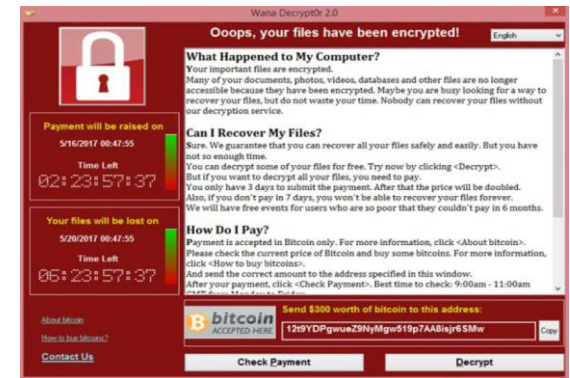 Wana Decrypt0r 2.0
Ooops, your files have been encrypted!
English
What Happened to My Computer?
Your important files are encrypted.
Many of your documents, photos, videos, databases and other files are no longer
accessible because they have been encrypted. Maybe you are busy looking for a way to
recover your files, but do not waste your time. Nobody can recover your files without
our decryption service.
Can I Recover My Files?
Sure. We guarantee that you can recover all your files safely and easily. But you have
not so enough time.
You can decrypt some of your files for free. Try now by clicking <Decrypt>.
But if you want to decrypt all your files, you need to pay.
You only have 3 days to submit the payment. After that the price will be doubled.
Also, if you don't pay in 7 days, you won't be able to recover your files forever.
We will have free events for users who are so poor that they couldn't pay in 6 months.
How Do I Pay?
Payment is accepted in Bitcoin only. For more information, click <About bitcoin>.
Please check the current price of Bitcoin and buy some bitcoins. For more information,
click <How to buy bitcoins>.
And send the correct amount to the address specified in this window.
After your payment, click <Check Payment>. Best time to check: 9:00am - 11:00am
GMT from Monday to Friday.
Payment will be raised on
5/16/2017 00:47:55
Time Left
02:23:57:37
Your files will be lost on
5/20/2017 00:47:55
Time Left
06:23:57:37
About bitcoin
How to buy bitcoins?
Contact Us
bitcoin
ACCEPTED HERE
Send $300 worth of bitcoin to this address:
12t9YDPgwueZ9NyMgw519p7AA8isjr6SMw
Copy
Check Payment
Decrypt